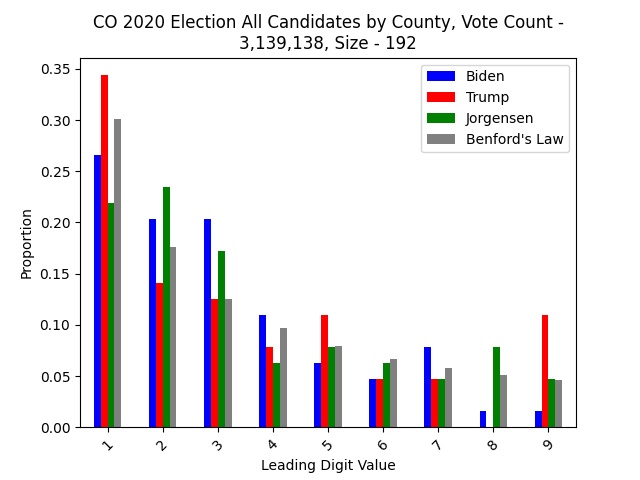 CO 2020 Election All Candidates by County, Vote Count -
3,139,138, Size - 192
Biden
Trump
Jorgensen
Benford's Law
Proportion
0.35
0.30
0.25
0.20
0.15
0.10
0.05
0.00
1 2 3 4 5 6 7 8 9
Leading Digit Value